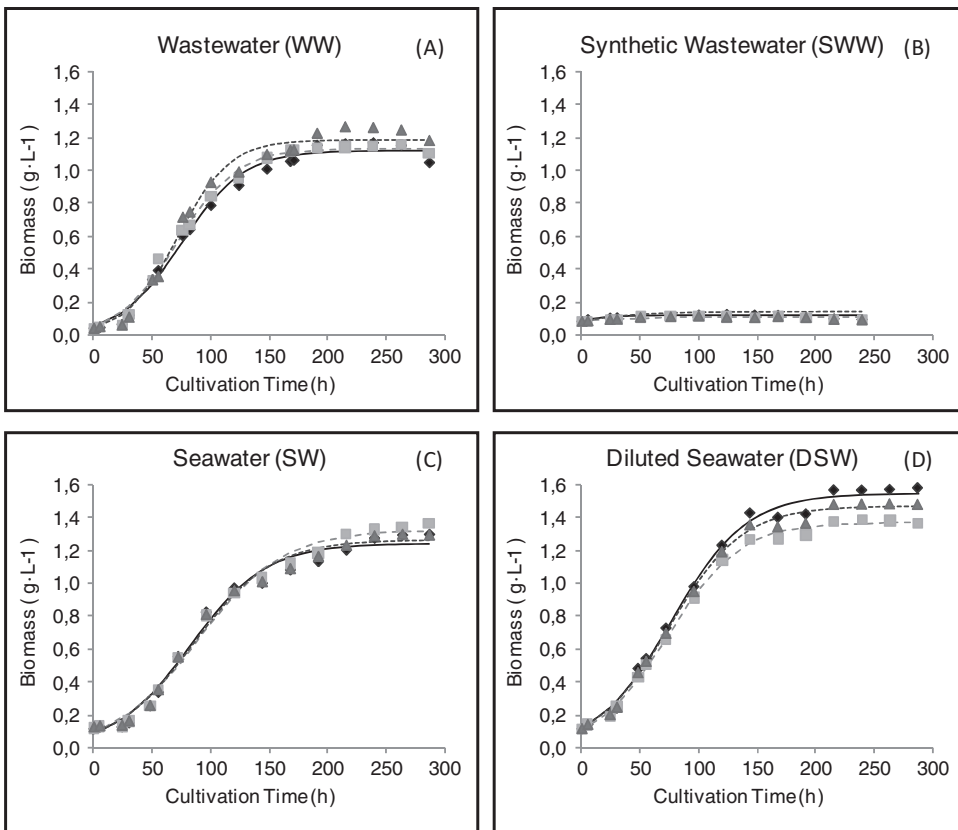 Wastewater (WW) (A)
1,6
1,4
1,2
1,0
0,8
0,6
0,4
0,2
0,0
Biomass ( g·L-1 )
0 50 100 150 200 250 300
Cultivation Time(h)
Synthetic Wastewater (SWW) (B)
1,6
1,4
1,2
1,0
0,8
0,6
0,4
0,2
0,0
Biomass ( g·L-1 )
0 50 100 150 200 250 300
Cultivation Time(h)
Seawater (SW) (C)
1,6
1,4
1,2
1,0
0,8
0,6
0,4
0,2
0,0
Biomass ( g·L-1 )
0 50 100 150 200 250 300
Cultivation Time(h)
Diluted Seawater (DSW) (D)
1,6
1,4
1,2
1,0
0,8
0,6
0,4
0,2
0,0
Biomass ( g·L-1 )
0 50 100 150 200 250 300
Cultivation Time(h)